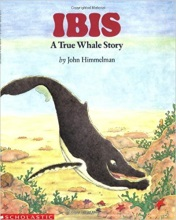 IBIS
A True Whale Story
by John Himmelman
SCHOLASTIC